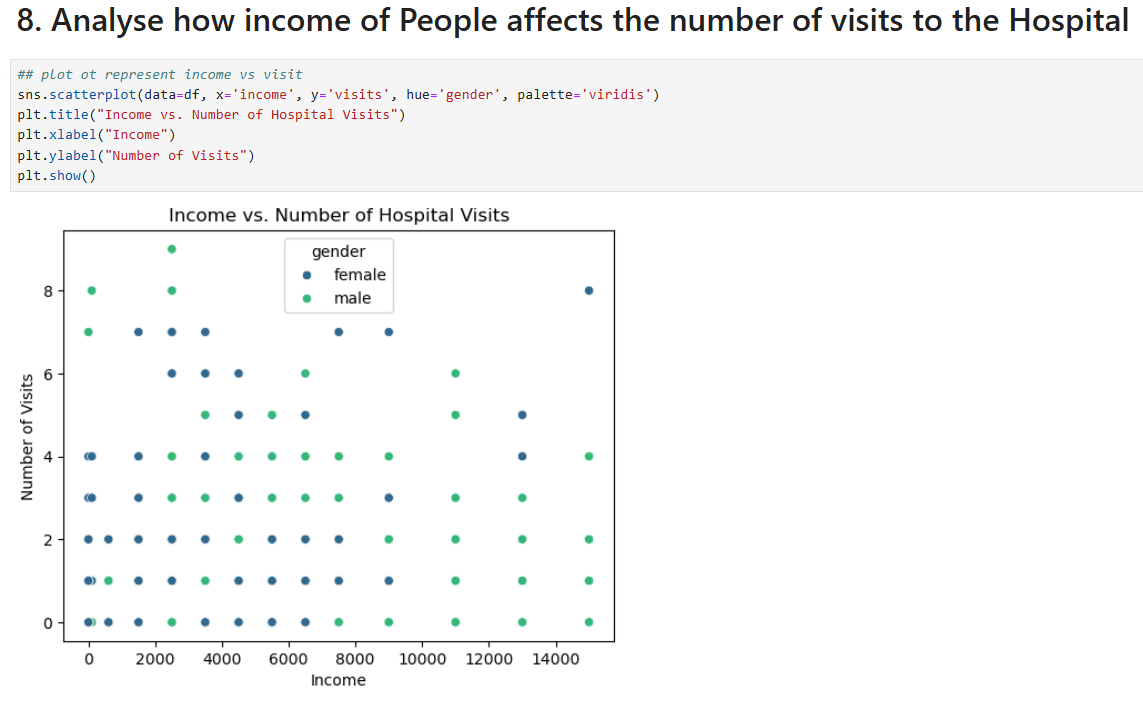 8. Analyse how income of People affects the number of visits to the Hospital
## plot ot represent income vs visit
sns.scatterplot(data=df, x='income', y='visits', hue='gender', palette='viridis')
plt.title("Income vs. Number of Hospital Visits")
plt.xlabel("Income")
plt.ylabel("Number of Visits")
plt.show()
Income vs. Number of Hospital Visits
gender
female
male
8
6
4
2
0
Number of Visits
0 2000 4000 6000 8000 10000 12000 14000
Income